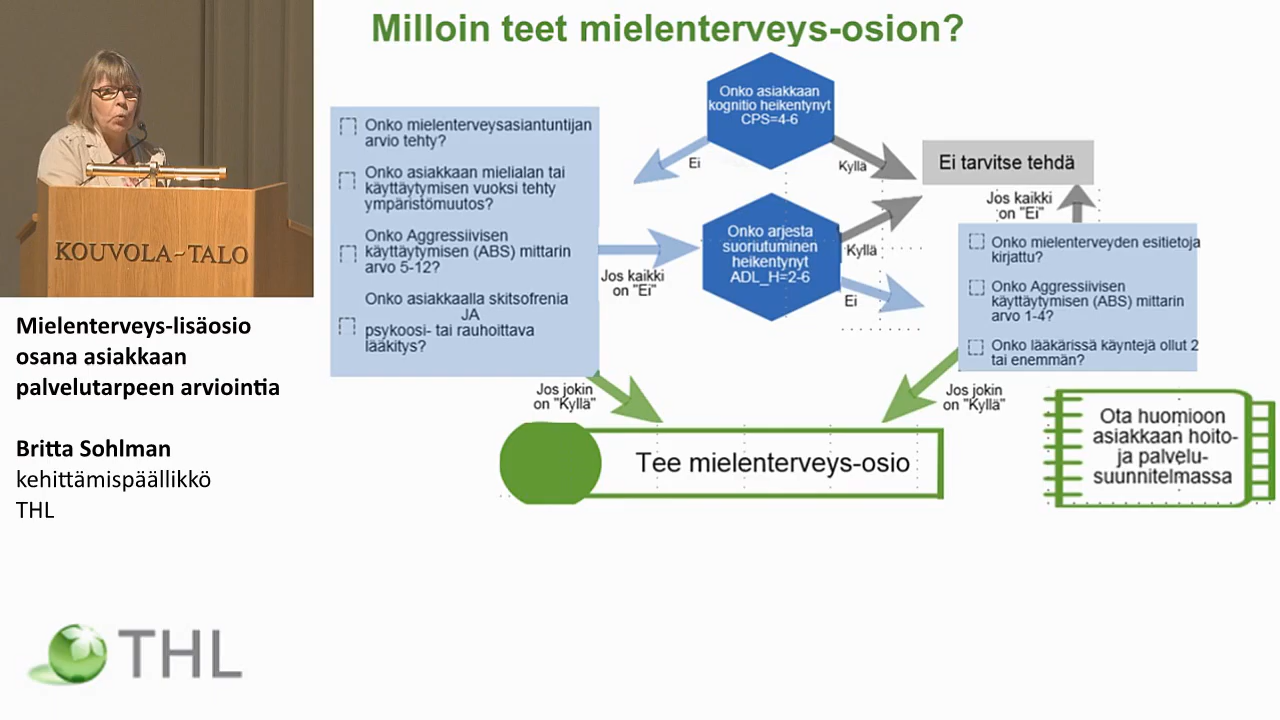 Milloin teet mielenterveys-osion?
Onko asiakkaan
kognitio heikentynyt
CPS=4-6
Ei
Kyllä
Ei tarvitse tehdä
Onko mielenterveysasiantuntijan
arvio tehty?
Onko asiakkaan mielialan tai
käyttäytymisen vuoksi tehty
ympäristömuutos?
Onko Aggressiivisen
käyttäytymisen (ABS) mittarin
arvo 5-12?
Onko asiakkaalla skitsofrenia
JA
psykoosi- tai rauhoittava
lääkitys?
Jos kaikki
on "Ei"
Onko arjesta
suoriutuminen
heikentynyt
ADL_H=2-6
Kyllä
Ei
Jos kaikki
on "Ei"
Onko mielenterveyden esitietoja
kirjattu?
Onko Aggressiivisen
käyttäytymisen (ABS) mittarin
arvo 1-4?
Onko lääkärissä käyntejä ollut 2
tai enemmän?
Jos jokin
on "Kyllä"
Jos jokin
on "Kyllä"
Tee mielenterveys-osio
Ota huomioon
asiakkaan hoito-
ja palvelu-
suunnitelmassa
KOUVOLA-TALO
Mielenterveys-lisäosio
osana asiakkaan
palvelutarpeen arviointia
Britta Sohlman
kehittämispäällikkö
THL
THL